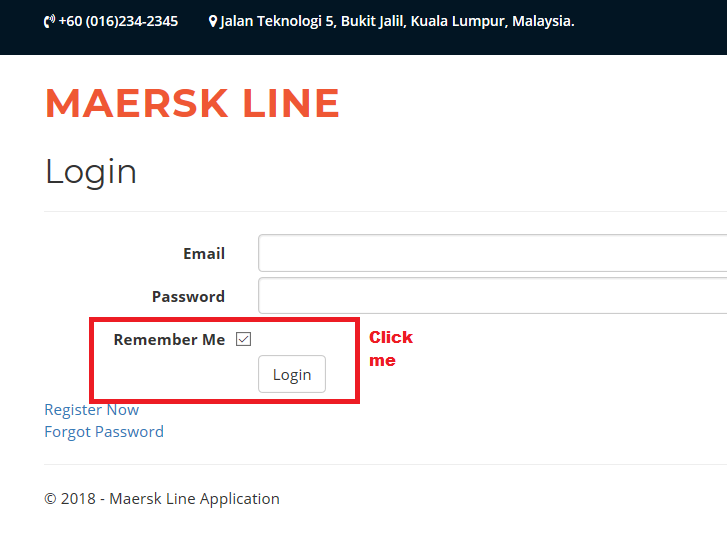 +60 (016)234-2345 Jalan Teknologi 5, Bukit Jalil, Kuala Lumpur, Malaysia.
MAERSK LINE
Login
Email
Password
Remember Me
Click
me
Login
Register Now
Forgot Password
© 2018 - Maersk Line Application